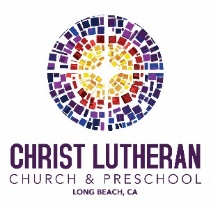 CHRIST LUTHERAN
CHURCH & PRESCHOOL
LONG BEACH, CA